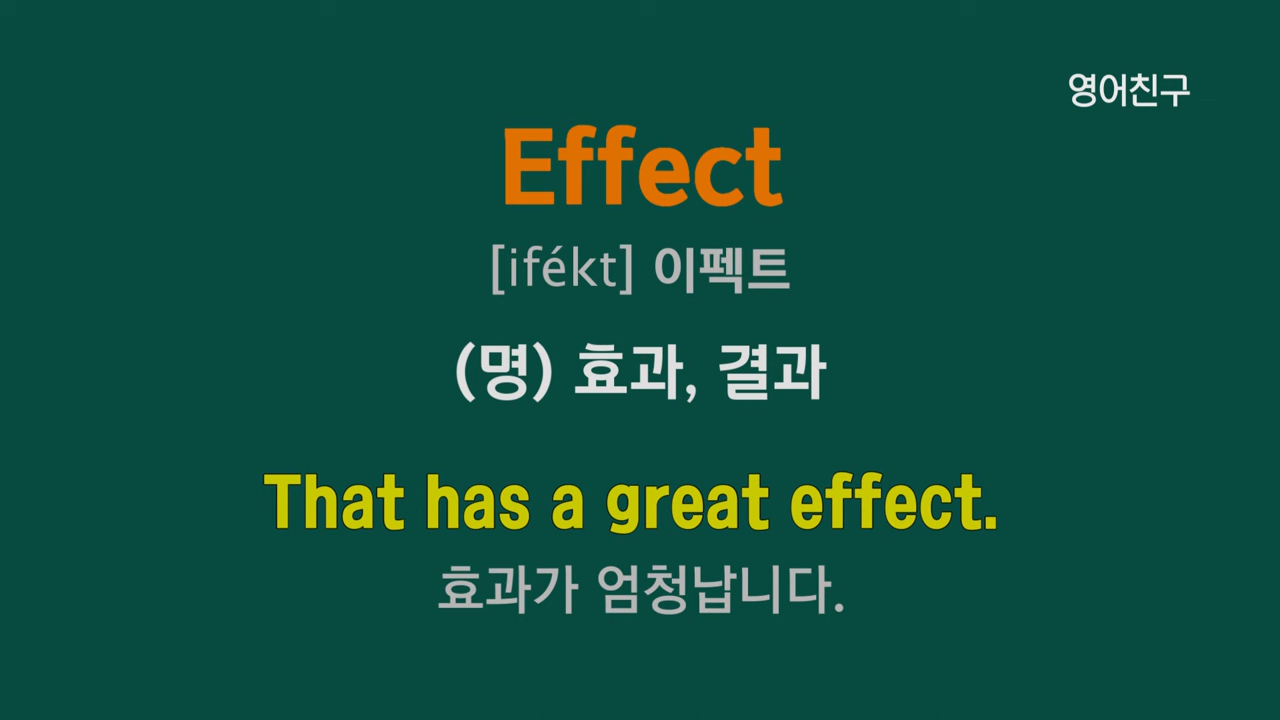 영어친구
Effect
[ifékt] 이펙트
(명) 효과, 결과
That has a great effect.
효과가 엄청납니다.